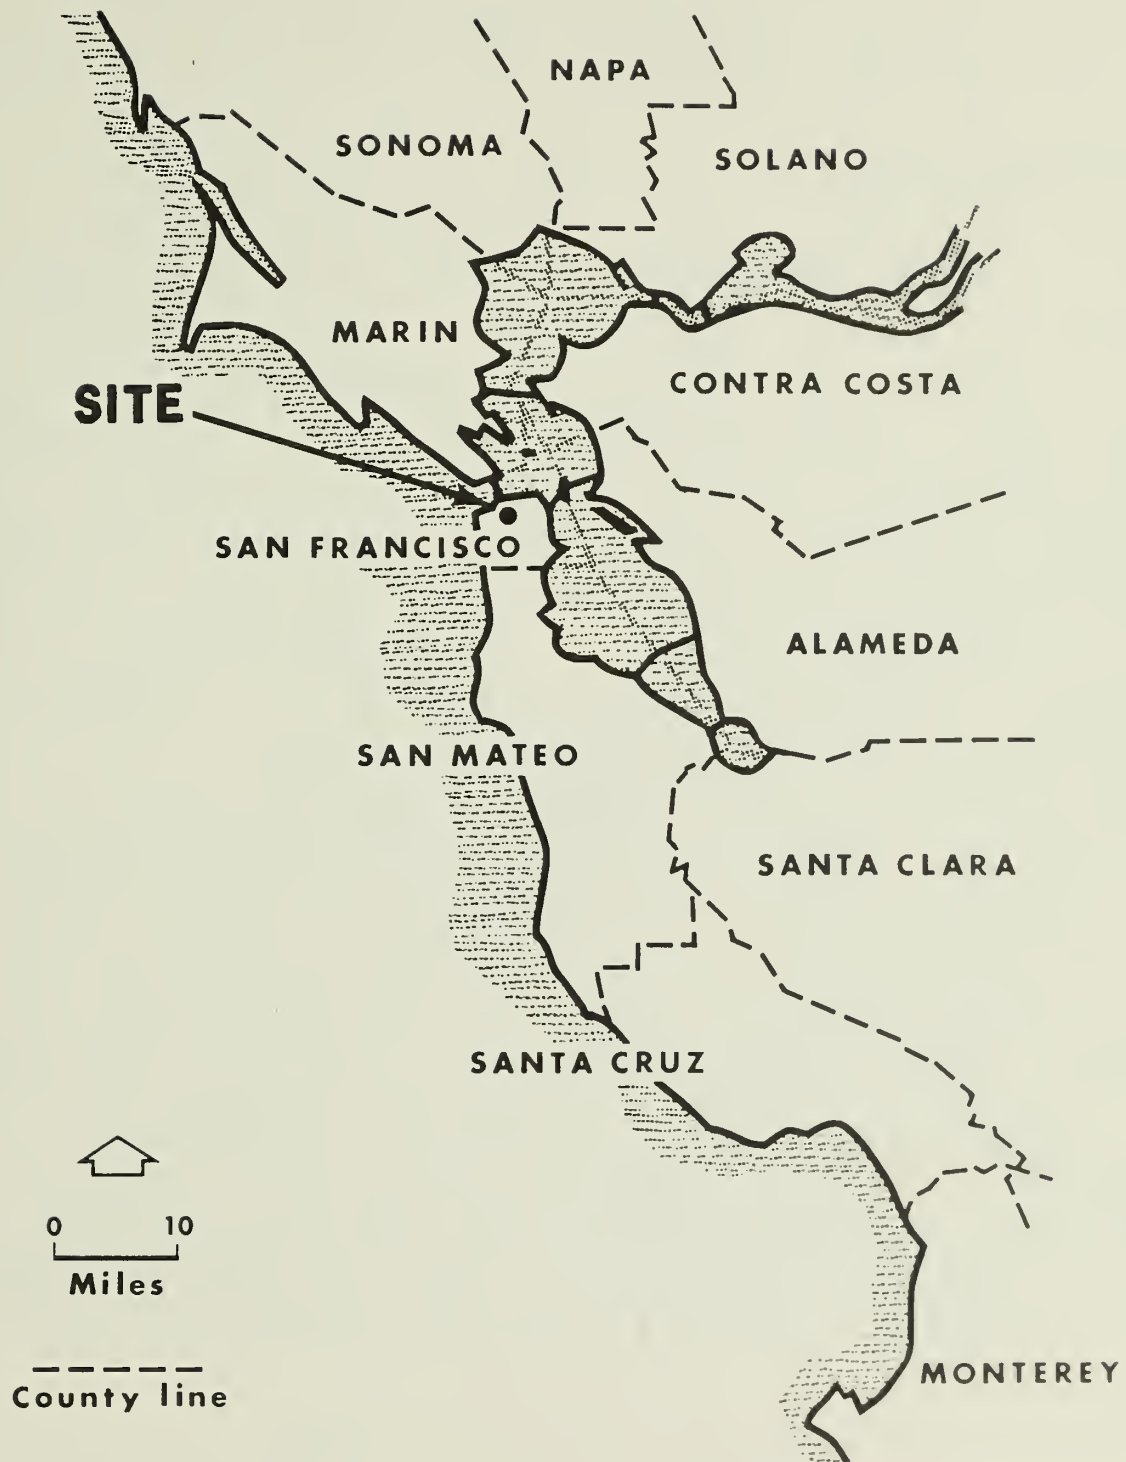 NAPA
SONOMA
SOLANO
MARIN
CONTRA COSTA
SITE
SAN FRANCISCO
ALAMEDA
SAN MATEO
SANTA CLARA
SANTA CRUZ
0 10
Miles
MONTEREY
County line